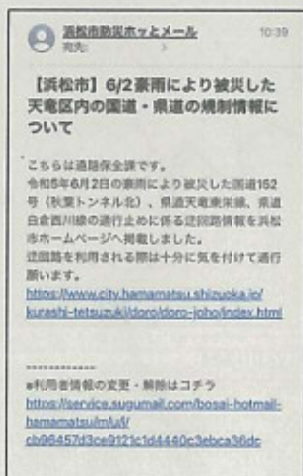 浜松市防災ホッとメール 10:39
宛先:
【浜松市】6/2豪雨により被災した
天竜区内の国道・県道の規制情報に
ついて
こちらは道路保全課です。
令和5年6月2日の豪雨により被災した国道152
号（秋葉トンネル北）、県道天竜東栄線、県道
白倉西川線の通行止めに係る迂回路情報を浜松
市ホームページへ掲載しました。
迂回路を利用される際は十分に気を付けて通行
願います。
https://www.city.hamamatsu.shizuoka.jp/
kurashi-tetsuzuki/doro/doro-joho/index.html
------------
■利用者情報の変更・解除はコチラ
https://service.sugumail.com/bosai-hotmail-
hamamatsu/m/u/i/
cb96457d3ce9121c1d4440c3ebca36dc